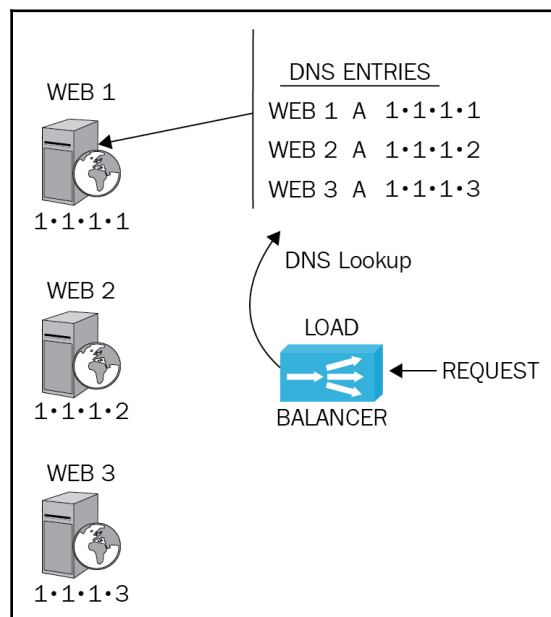 WEB 1
1•1•1•1
DNS ENTRIES
WEB 1 A 1•1•1•1
WEB 2 A 1•1•1•2
WEB 3 A 1•1•1•3
DNS Lookup
WEB 2
1•1•1•2
LOAD
BALANCER
REQUEST
WEB 3
1•1•1•3